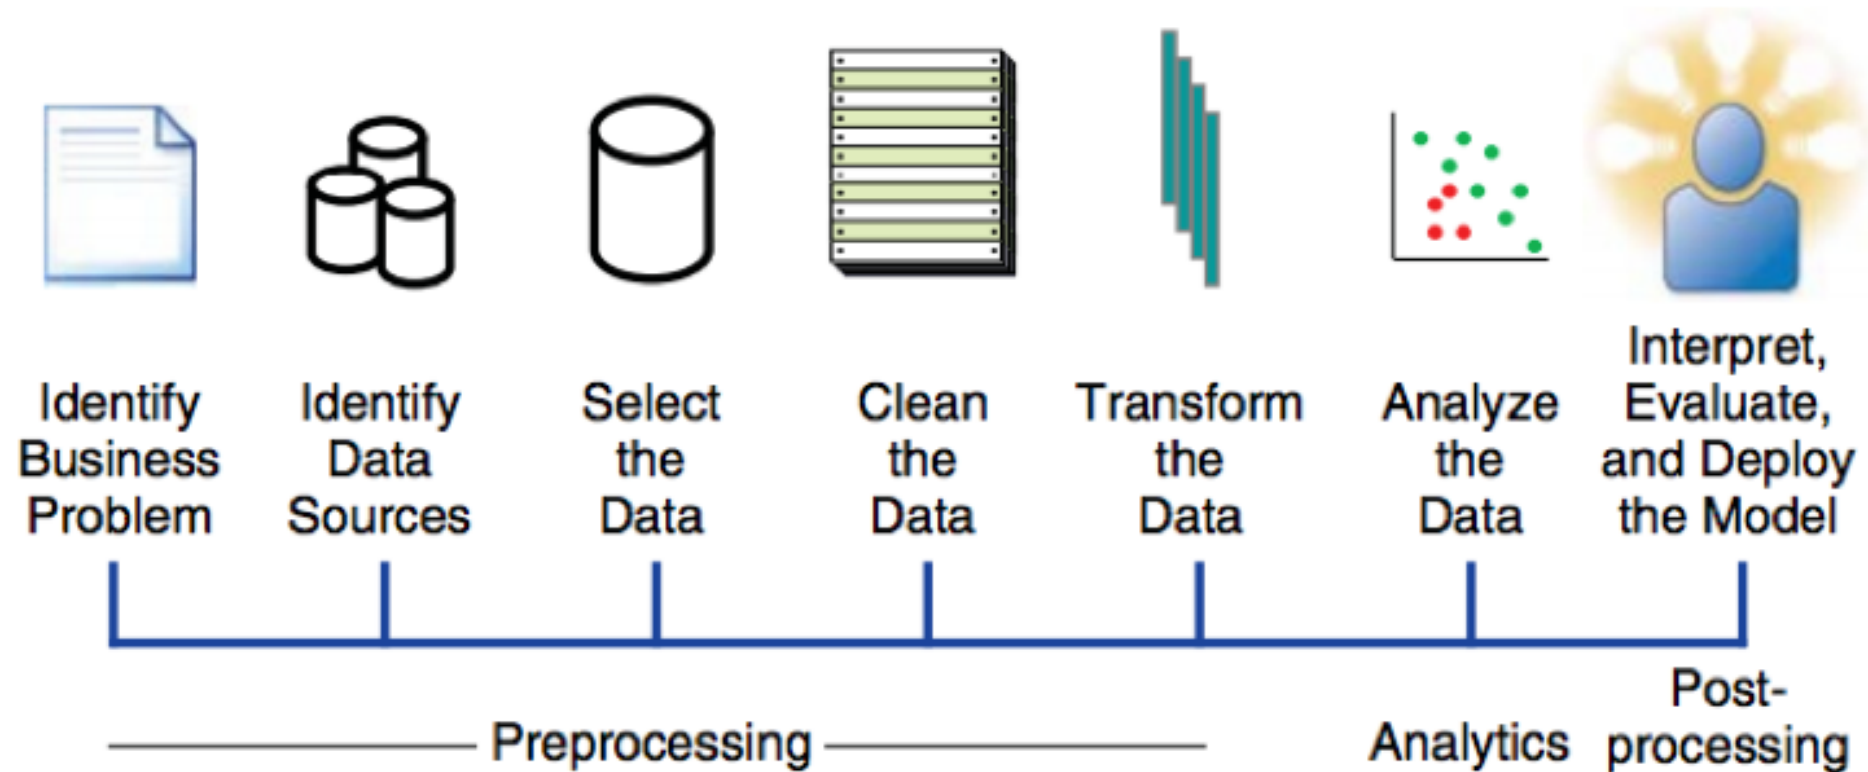 Identify
Business
Problem
Identify
Data
Sources
Select
the
Data
Clean
the
Data
Transform
the
Data
Analyze
the
Data
Interpret,
Evaluate,
and Deploy
the Model
Preprocessing
Analytics
Post-
processing